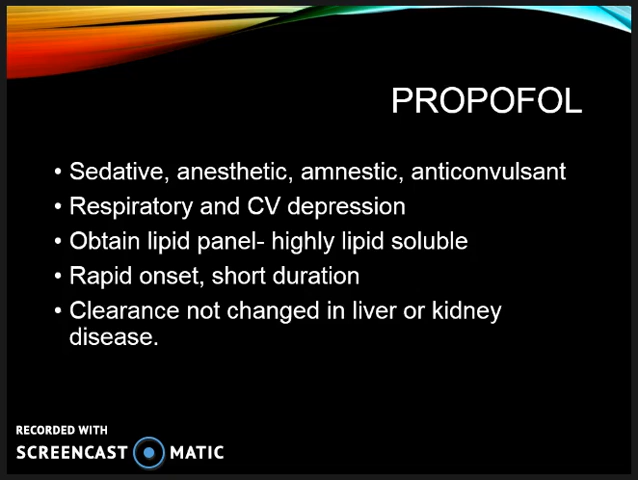 PROPOFOL
• Sedative, anesthetic, amnestic, anticonvulsant
• Respiratory and CV depression
• Obtain lipid panel- highly lipid soluble
• Rapid onset, short duration
• Clearance not changed in liver or kidney
disease.
RECORDED WITH
SCREENCAST MATIC